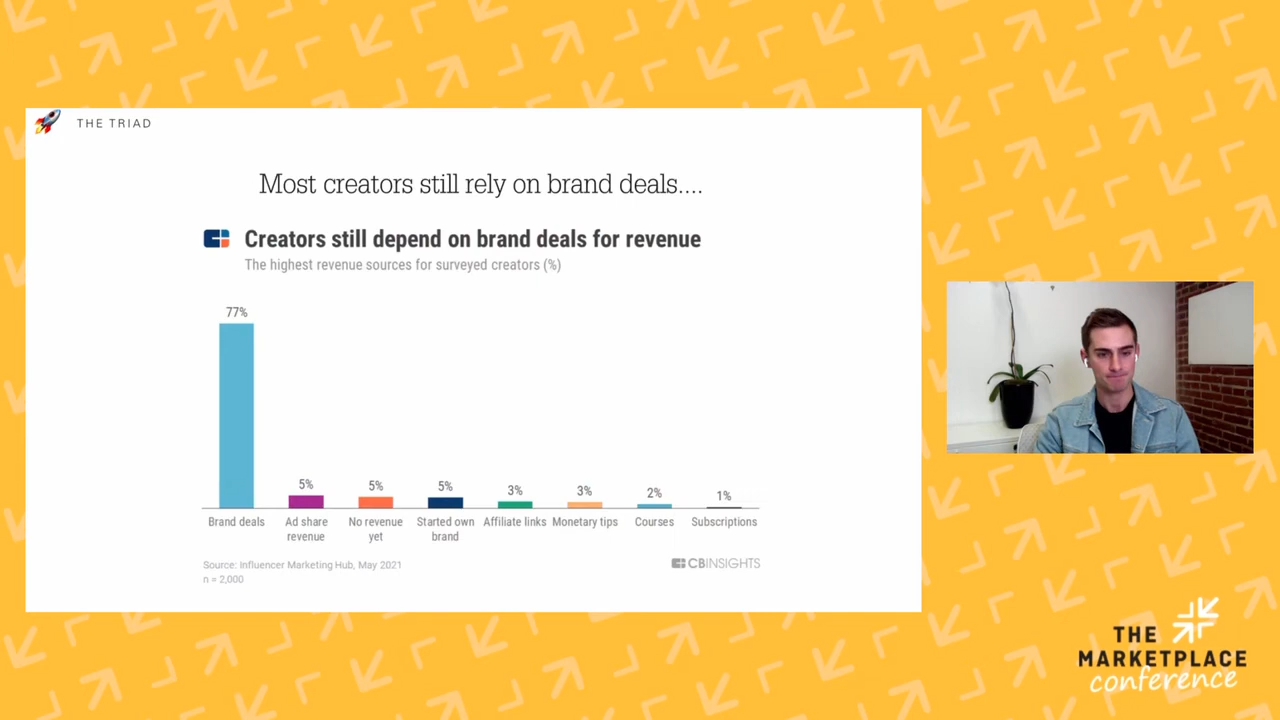 THE TRIAD
Most creators still rely on brand deals....
Creators still depend on brand deals for revenue
The highest revenue sources for surveyed creators (%)
77%
5%
5%
5%
3%
3%
2%
1%
Brand deals
Ad share
revenue
No revenue
yet
Started own
brand
Affiliate links
Monetary tips
Courses
Subscriptions
Source: Influencer Marketing Hub, May 2021
n = 2,000
CBINSIGHTS
THE
MARKETPLACE
conference